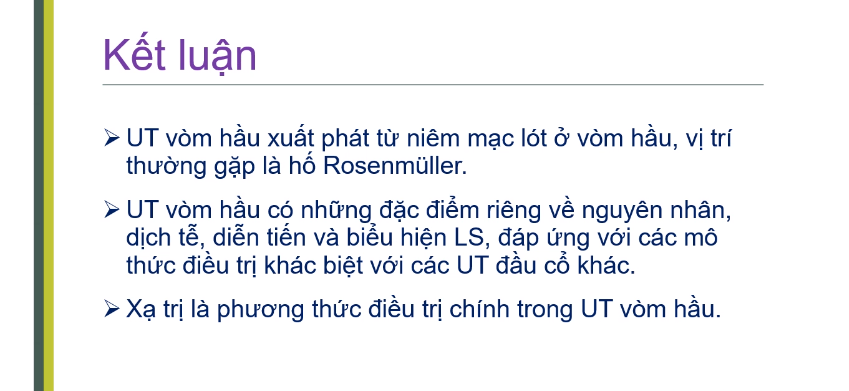 Kết luận
➢ UT vòm hầu xuất phát từ niêm mạc lót ở vòm hầu, vị trí
thường gặp là hố Rosenmüller.
➢ UT vòm hầu có những đặc điểm riêng về nguyên nhân,
dịch tễ, diễn tiến và biểu hiện LS, đáp ứng với các mô
thức điều trị khác biệt với các UT đầu cổ khác.
➢ Xạ trị là phương thức điều trị chính trong UT vòm hầu.